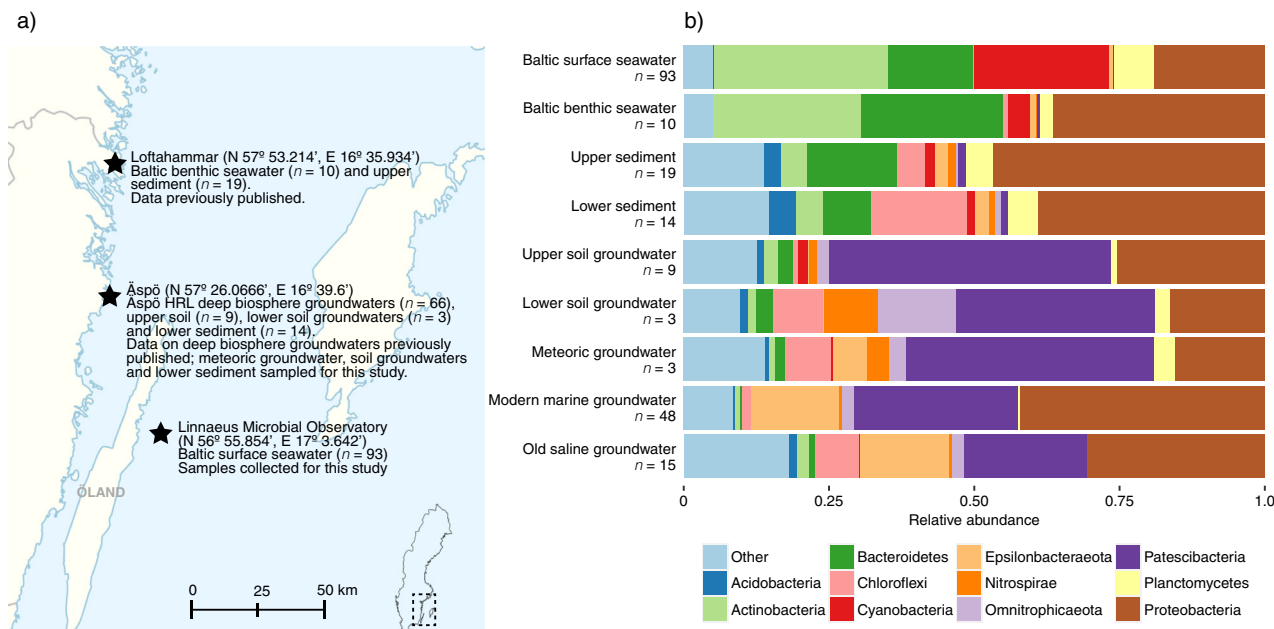 a)
Loftahammar (N 57º 53.214’, E 16º 35.934’)
Baltic benthic seawater (n = 10) and upper
sediment (n = 19).
Data previously published.
Äspö (N 57º 26.0666’, E 16º 39.6’)
Äspö HRL deep biosphere groundwaters (n = 66),
upper soil (n = 9), lower soil groundwaters (n = 3)
and lower sediment (n = 14).
Data on deep biosphere groundwaters previously
published; meteoric groundwater, soil groundwaters
and lower sediment sampled for this study.
Linnaeus Microbial Observatory
(N 56º 55.854’, E 17º 3.642’)
Baltic surface seawater (n = 93)
Samples collected for this study
ÖLAND
0 25 50 km
b)
Baltic surface seawater
n = 93
Baltic benthic seawater
n = 10
Upper sediment
n = 19
Lower sediment
n = 14
Upper soil groundwater
n = 9
Lower soil groundwater
n = 3
Meteoric groundwater
n = 3
Modern marine groundwater
n = 48
Old saline groundwater
n = 15
0 0.25 0.50 0.75 1.0
Relative abundance
Other Bacteroidetes Epsilonbacteraeota Patescibacteria
Acidobacteria Chloroflexi Nitrospirae Planctomycetes
Actinobacteria Cyanobacteria Omnitrophicaeota Proteobacteria